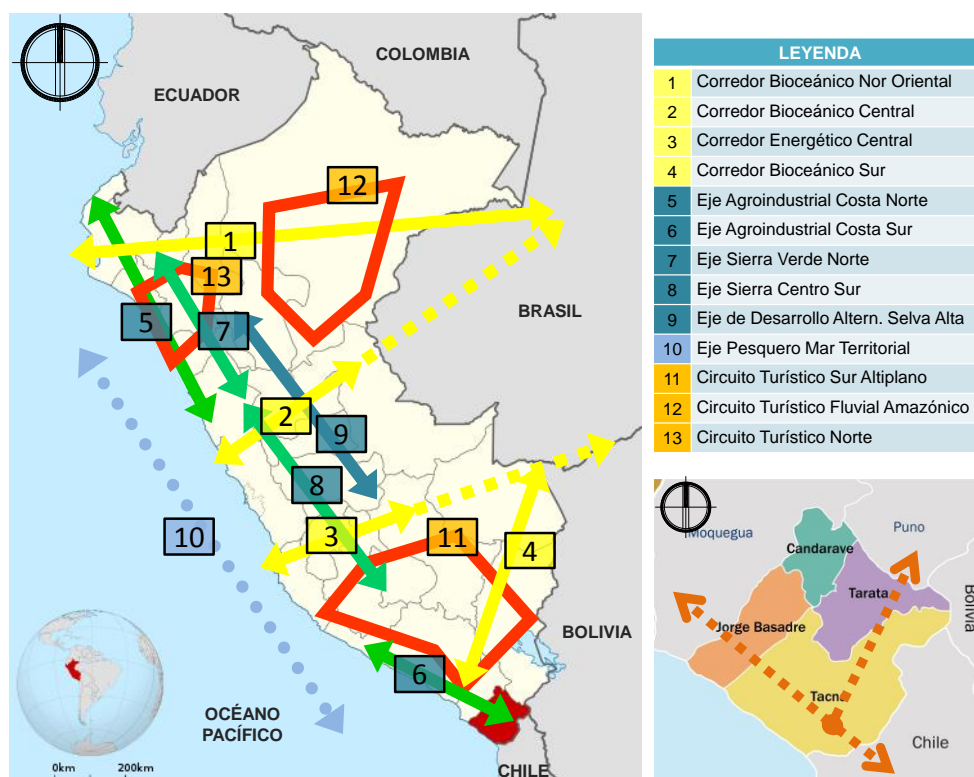 COLOMBIA
ECUADOR
12
1
13
BRASIL
5
7
2
9
8
10
3
11
4
BOLIVIA
6
OCÉANO
PACÍFICO
CHILE
0km 200km
LEYENDA
1 Corredor Bioceánico Nor Oriental
2 Corredor Bioceánico Central
3 Corredor Energético Central
4 Corredor Bioceánico Sur
5 Eje Agroindustrial Costa Norte
6 Eje Agroindustrial Costa Sur
7 Eje Sierra Verde Norte
8 Eje Sierra Centro Sur
9 Eje de Desarrollo Altern. Selva Alta
10 Eje Pesquero Mar Territorial
11 Circuito Turístico Sur Altiplano
12 Circuito Turístico Fluvial Amazónico
13 Circuito Turístico Norte
Moquegua
Puno
Candarave
Tarata
Bolivia
Jorge Basadre
Tacna
Chile